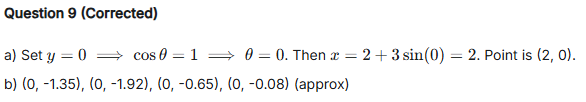 Question 9 (Corrected)
a) Set y = 0 ⟹ cos θ = 1 ⟹ θ = 0. Then x = 2 + 3 sin(0) = 2. Point is (2, 0).
b) (0, -1.35), (0, -1.92), (0, -0.65), (0, -0.08) (approx)